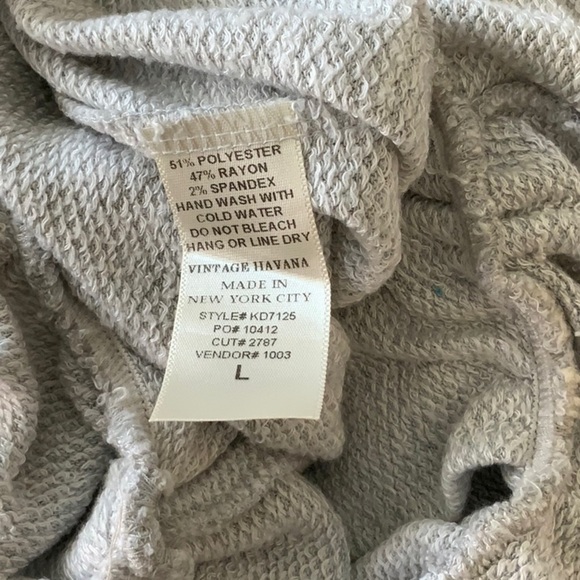 51% POLYESTER
47% RAYON
2% SPANDEX
HAND WASH WITH
COLD WATER
DO NOT BLEACH
HANG OR LINE DRY
VINTAGE HAVANA
MADE IN
NEW YORK CITY
STYLE# KD7125
PO# 10412
CUT# 2787
VENDOR# 1003
L